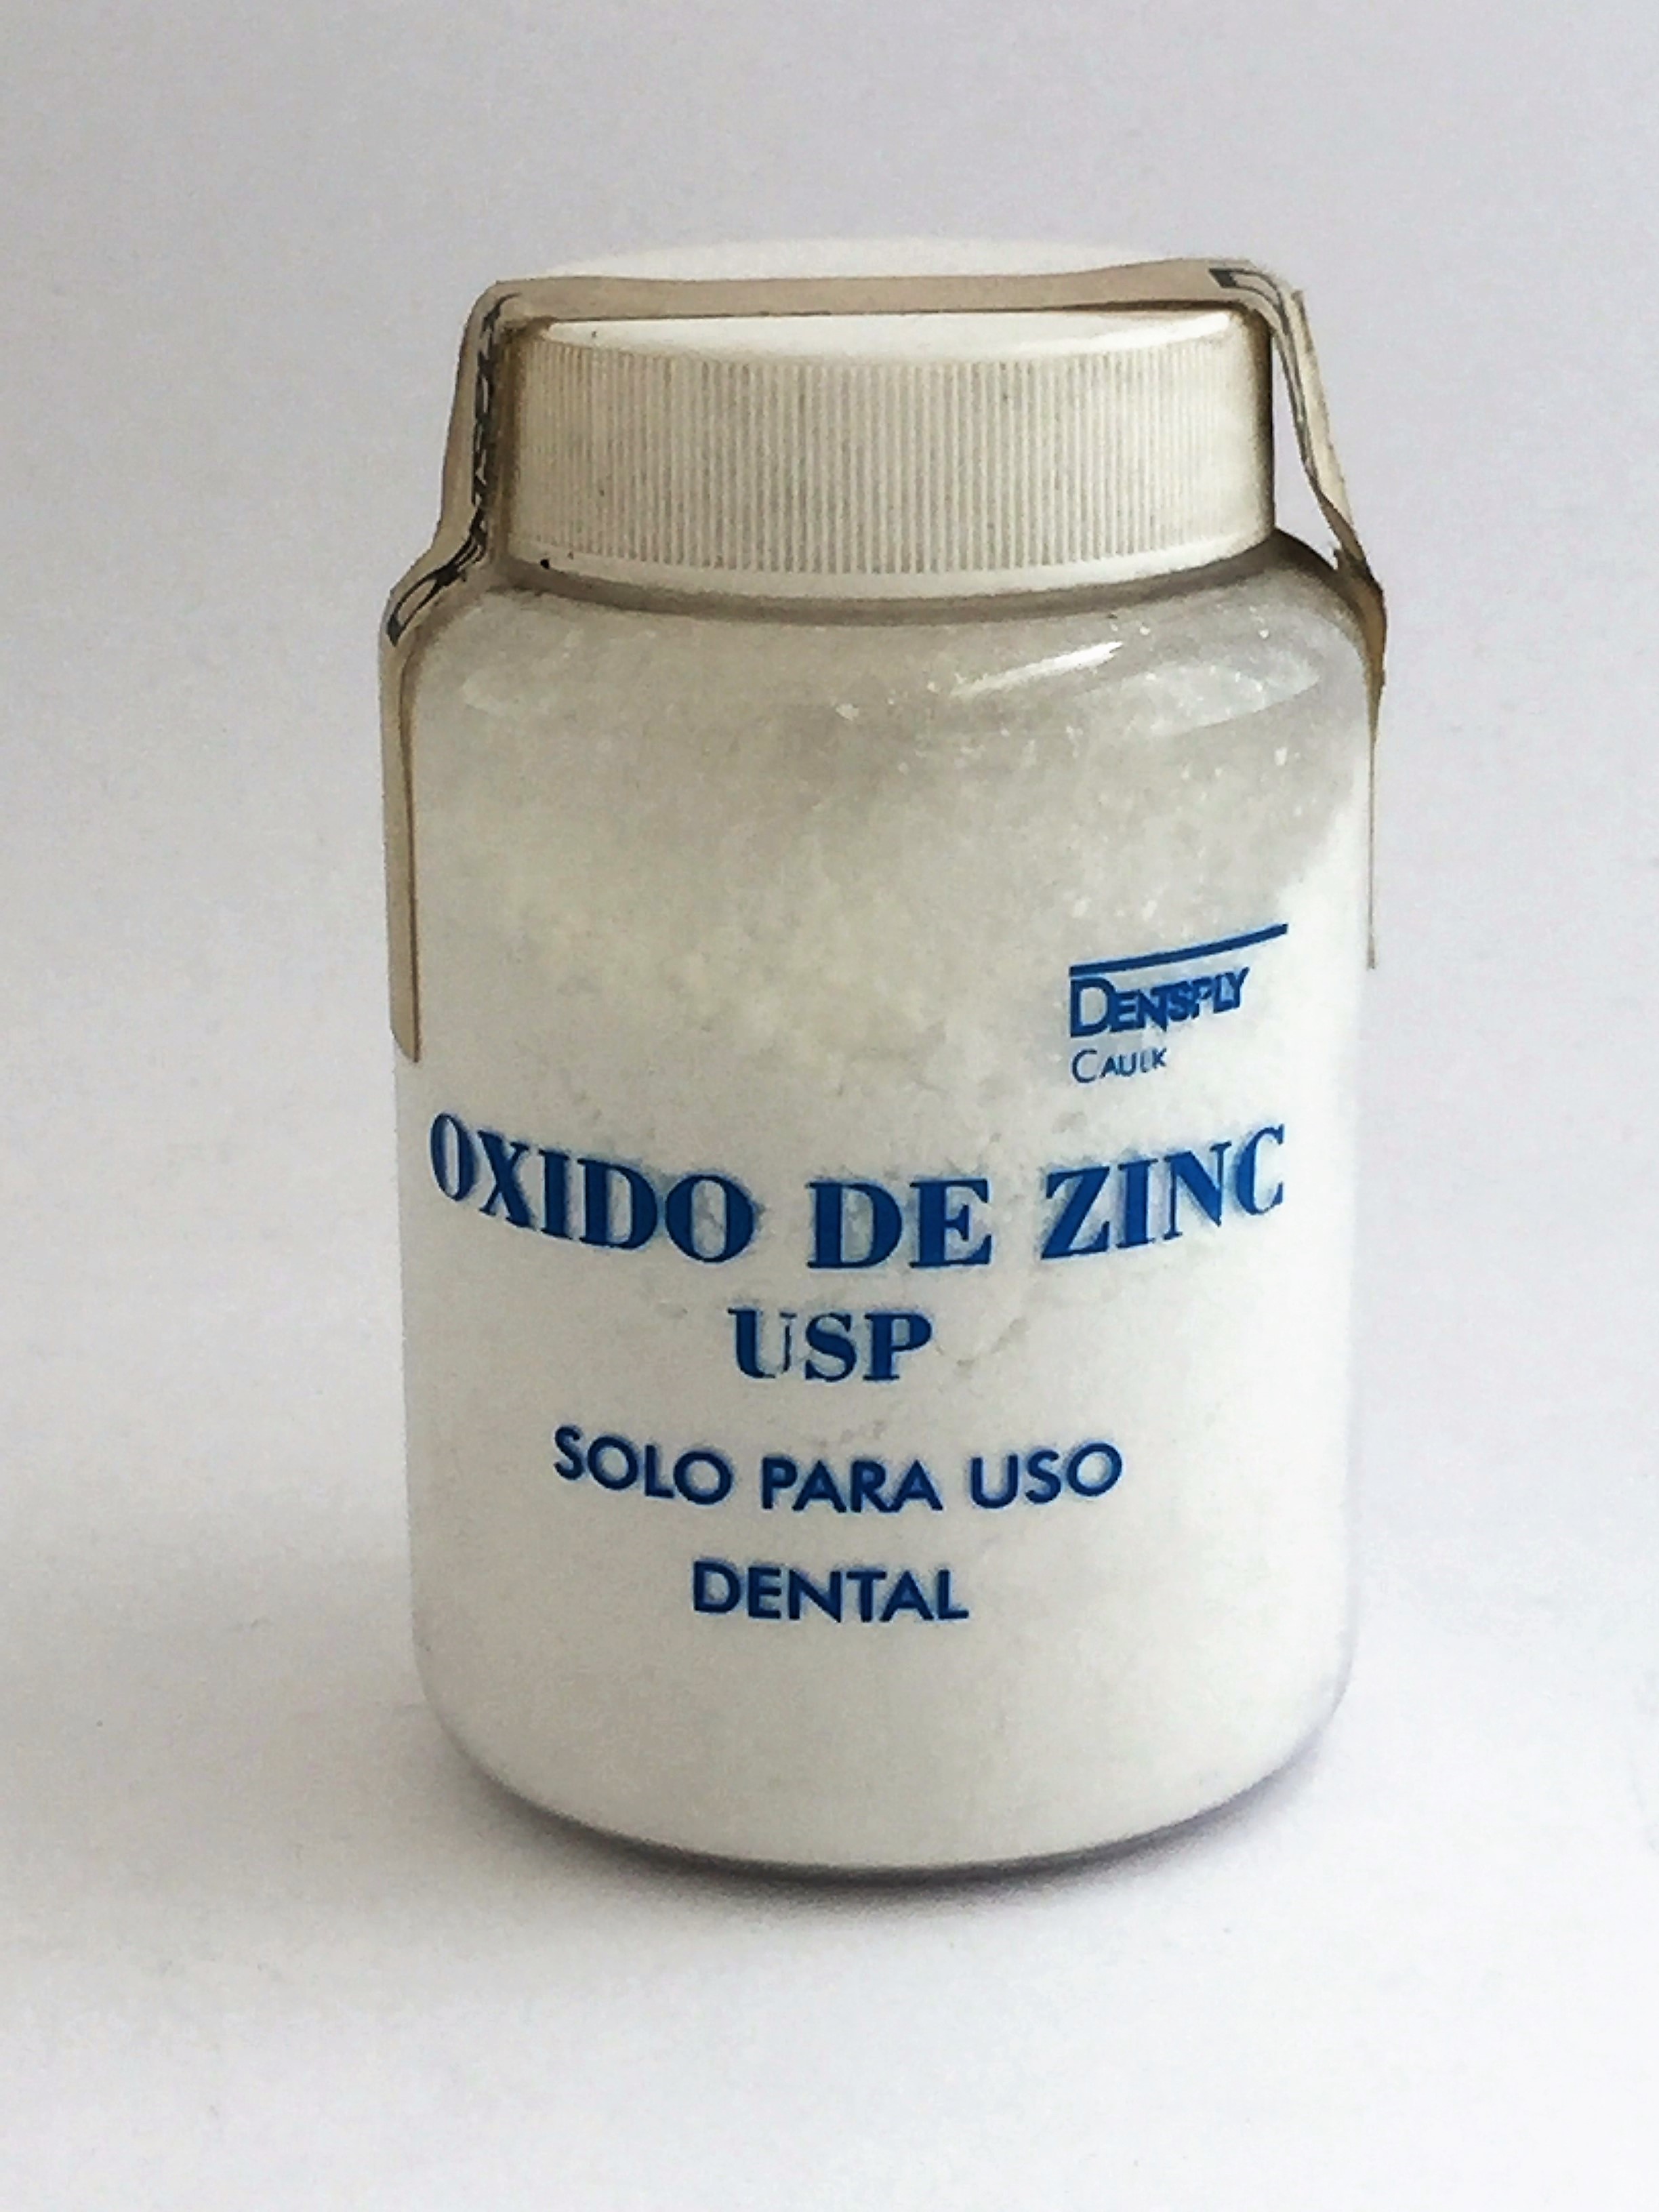 DENTSPLY
CAULK
OXIDO DE ZINC
USP
SOLO PARA USO
DENTAL